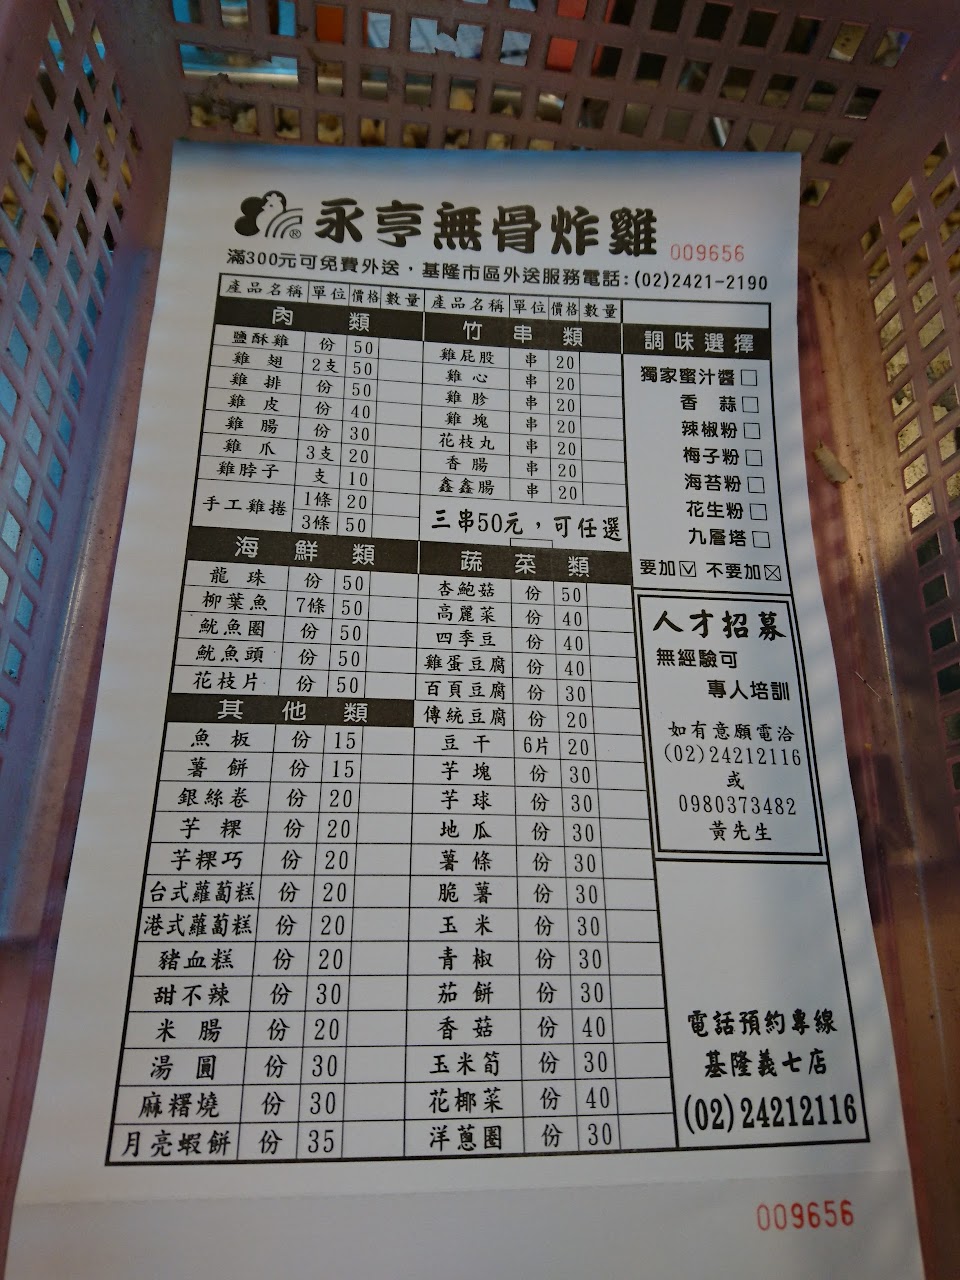 永亨無骨炸雞 009656
滿300元可免費外送，基隆市區外送服務電話：(02)2421-2190
產品名稱 單位 價格 數量
肉類
鹽酥雞 份 50
雞翅 2支 50
雞排 份 50
雞皮 份 40
雞腸 份 30
雞爪 3支 20
雞脖子 支 10
手工雞捲 1條 20
3條 50
海鮮類
龍珠 份 50
柳葉魚 7條 50
魷魚圈 份 50
魷魚頭 份 50
花枝片 份 50
其他類
魚板 份 15
薯餅 份 15
銀絲卷 份 20
芋粿 份 20
芋粿巧 份 20
台式蘿蔔糕 份 20
港式蘿蔔糕 份 20
豬血糕 份 20
甜不辣 份 30
米腸 份 20
湯圓 份 30
麻糬燒 份 30
月亮蝦餅 份 35
產品名稱 單位 價格 數量
竹串類
雞屁股 串 20
雞心 串 20
雞胗 串 20
雞塊 串 20
花枝丸 串 20
香腸 串 20
鑫鑫腸 串 20
三串50元，可任選
蔬菜類
杏鮑菇 份 50
高麗菜 份 40
四季豆 份 40
雞蛋豆腐 份 40
百頁豆腐 份 30
傳統豆腐 份 20
豆干 6片 20
芋塊 份 30
芋球 份 30
地瓜 份 30
薯條 份 30
脆薯 份 30
玉米 份 30
青椒 份 30
茄餅 份 30
香菇 份 40
玉米筍 份 30
花椰菜 份 40
洋蔥圈 份 30
調味選擇
獨家蜜汁醬 □
香蒜 □
辣椒粉 □
梅子粉 □
海苔粉 □
花生粉 □
九層塔 □
要加☑ 不要加☒
人才招募
無經驗可
專人培訓
如有意願電洽
(02)24212116
或
0980373482
黃先生
電話預約專線
基隆義七店
(02)24212116
009656